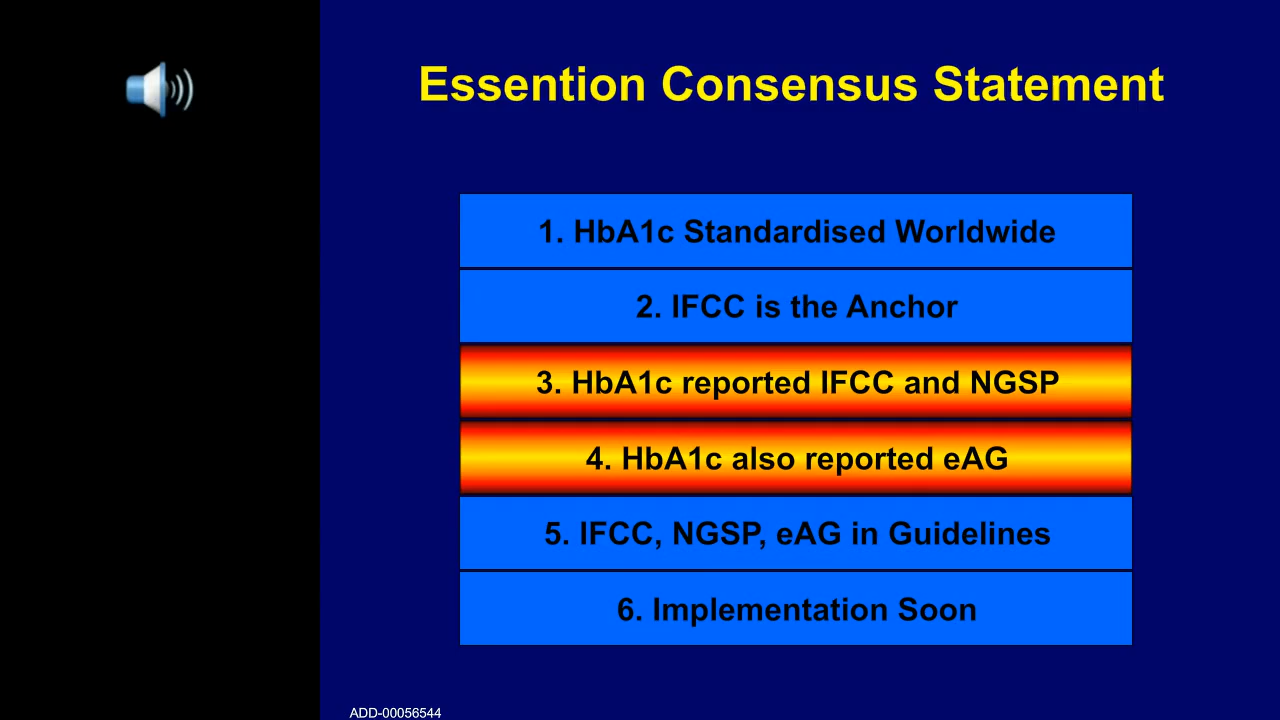 Essention Consensus Statement
1. HbA1c Standardised Worldwide
2. IFCC is the Anchor
3. HbA1c reported IFCC and NGSP
4. HbA1c also reported eAG
5. IFCC, NGSP, eAG in Guidelines
6. Implementation Soon
ADD-00056544